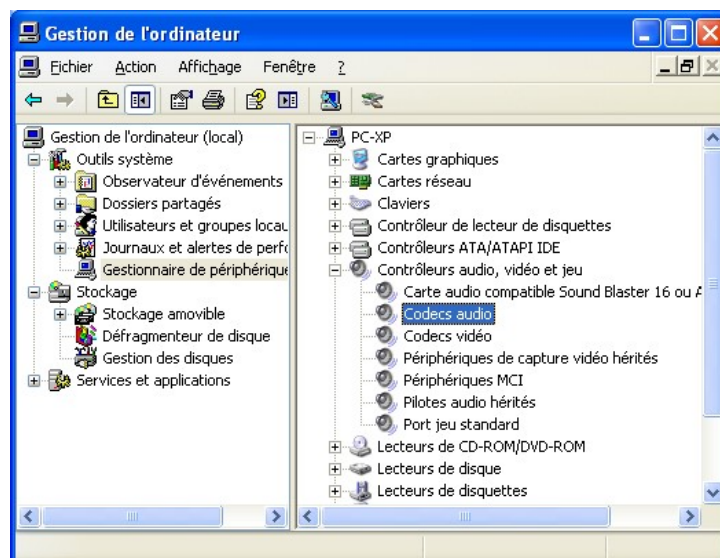 Gestion de l'ordinateur
Fichier Action Affichage Fenêtre ?
Gestion de l'ordinateur (local)
Outils système
Observateur d'événements
Dossiers partagés
Utilisateurs et groupes locau
Journaux et alertes de perfo
Gestionnaire de périphérique
Stockage
Stockage amovible
Défragmenteur de disque
Gestion des disques
Services et applications
PC-XP
Cartes graphiques
Cartes réseau
Claviers
Contrôleur de lecteur de disquettes
Contrôleurs ATA/ATAPI IDE
Contrôleurs audio, vidéo et jeu
Carte audio compatible Sound Blaster 16 ou A
Codecs audio
Codecs vidéo
Périphériques de capture vidéo hérités
Périphériques MCI
Pilotes audio hérités
Port jeu standard
Lecteurs de CD-ROM/DVD-ROM
Lecteurs de disque
Lecteurs de disquettes